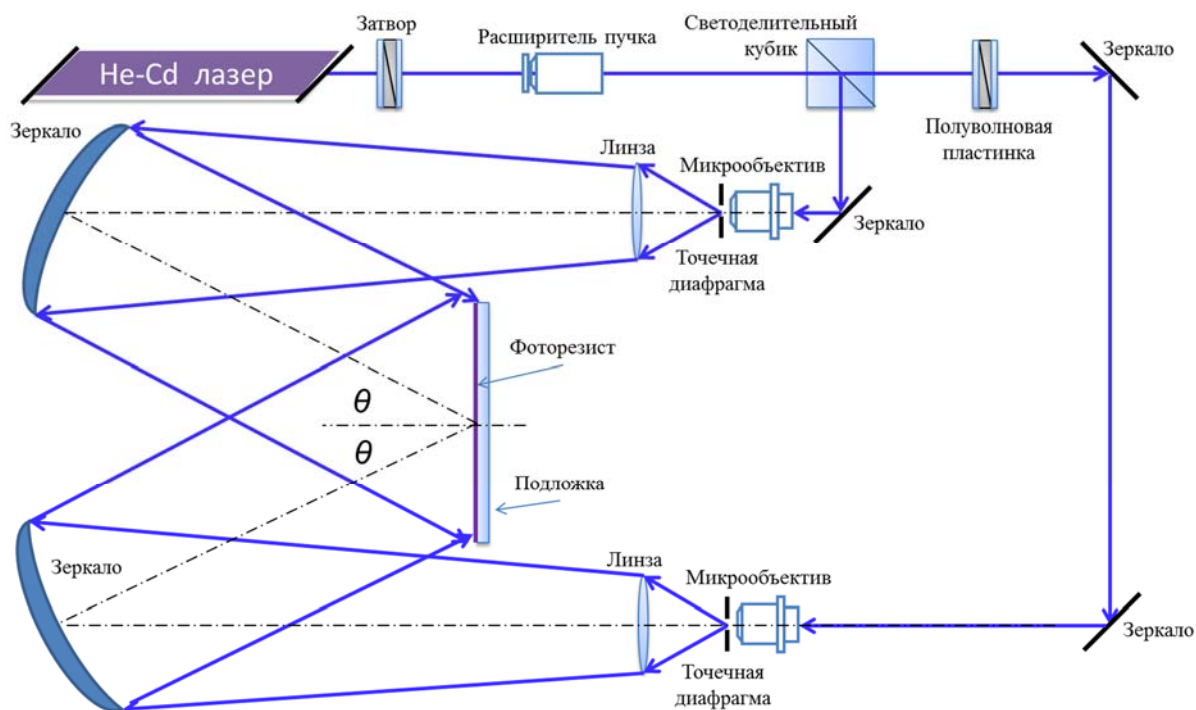 Затвор
Светоделительный
кубик
Расширитель пучка
Зеркало
He-Cd лазер
Зеркало
Полуволновая
пластинка
Линза
Микрообъектив
Зеркало
Точечная
диафрагма
Фоторезист
θ
θ
Подложка
Зеркало
Линза
Микрообъектив
Зеркало
Точечная
диафрагма